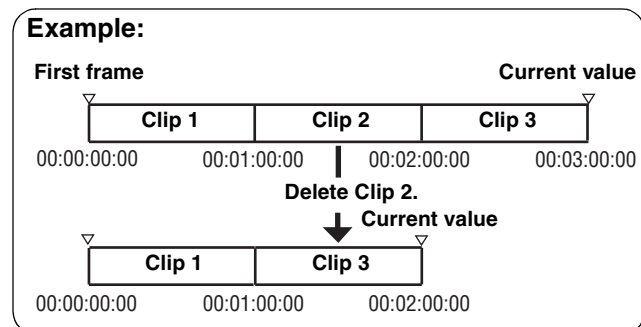 Example:
First frame Current value
Clip 1 Clip 2 Clip 3
00:00:00:00 00:01:00:00 00:02:00:00 00:03:00:00
Delete Clip 2.
Current value
Clip 1 Clip 3
00:00:00:00 00:01:00:00 00:02:00:00